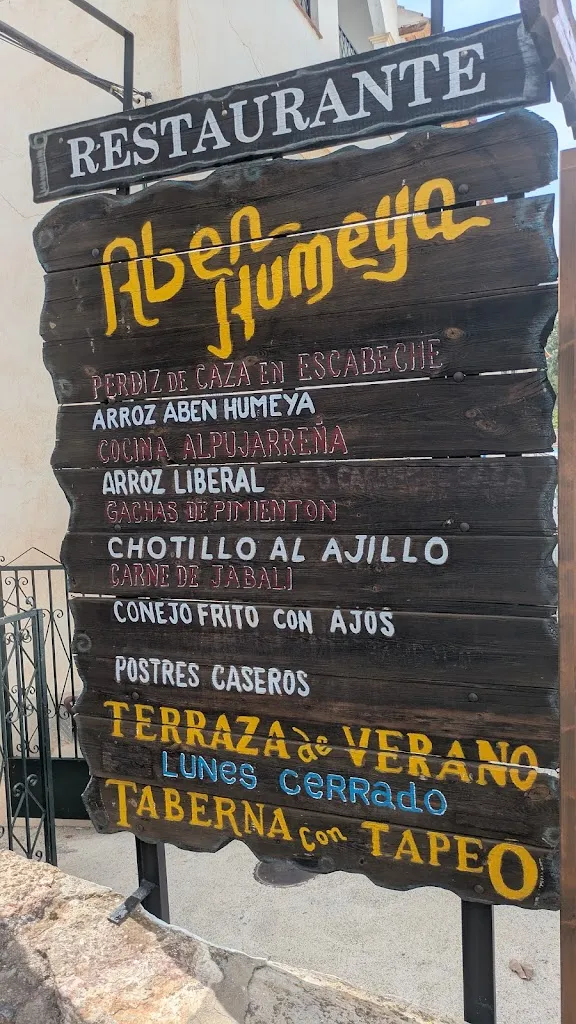 RESTAURANTE
Aben-
Humeya
PERDIZ DE CAZA EN ESCABECHE
ARROZ ABEN HUMEYA
COCINA ALPUJARREÑA
ARROZ LIBERAL
GACHAS DE PIMIENTON
CHOTILLO AL AJILLO
CARNE DE JABALI
CONEJO FRITO CON AJOS
POSTRES CASEROS
TERRAZA de VERANO
LUNES CERRADO
TABERNA con TAPEO